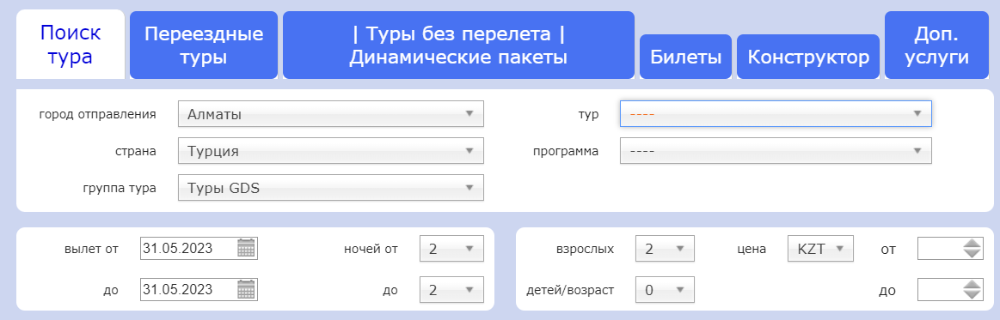 Поиск
тура
Переездные
туры
| Туры без перелета |
Динамические пакеты
Билеты
Конструктор
Доп.
услуги
город отправления Алматы тур ----
страна Турция программа ----
группа тура Туры GDS
вылет от 31.05.2023 ночей от 2 взрослых 2 цена KZT от
до 31.05.2023 до 2 детей/возраст 0 до